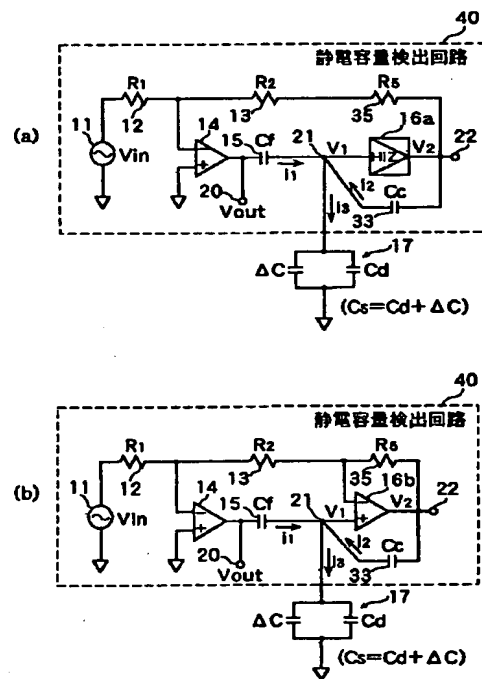 40
静電容量検出回路
(a)
R₁
R₂
R₅
11
12
13
35
16a
14
15
Cf
21
V₁
HIZ
V₂
22
Vin
i₁
i₂
Cc
20
Vout
i₃
33
17
ΔC
Cd
(Cs=Cd+ΔC)
40
静電容量検出回路
(b)
R₁
R₂
R₅
11
12
13
35
16b
14
15
Cf
21
V₁
V₂
22
Vin
i₁
i₂
Cc
20
Vout
i₃
33
17
ΔC
Cd
(Cs=Cd+ΔC)